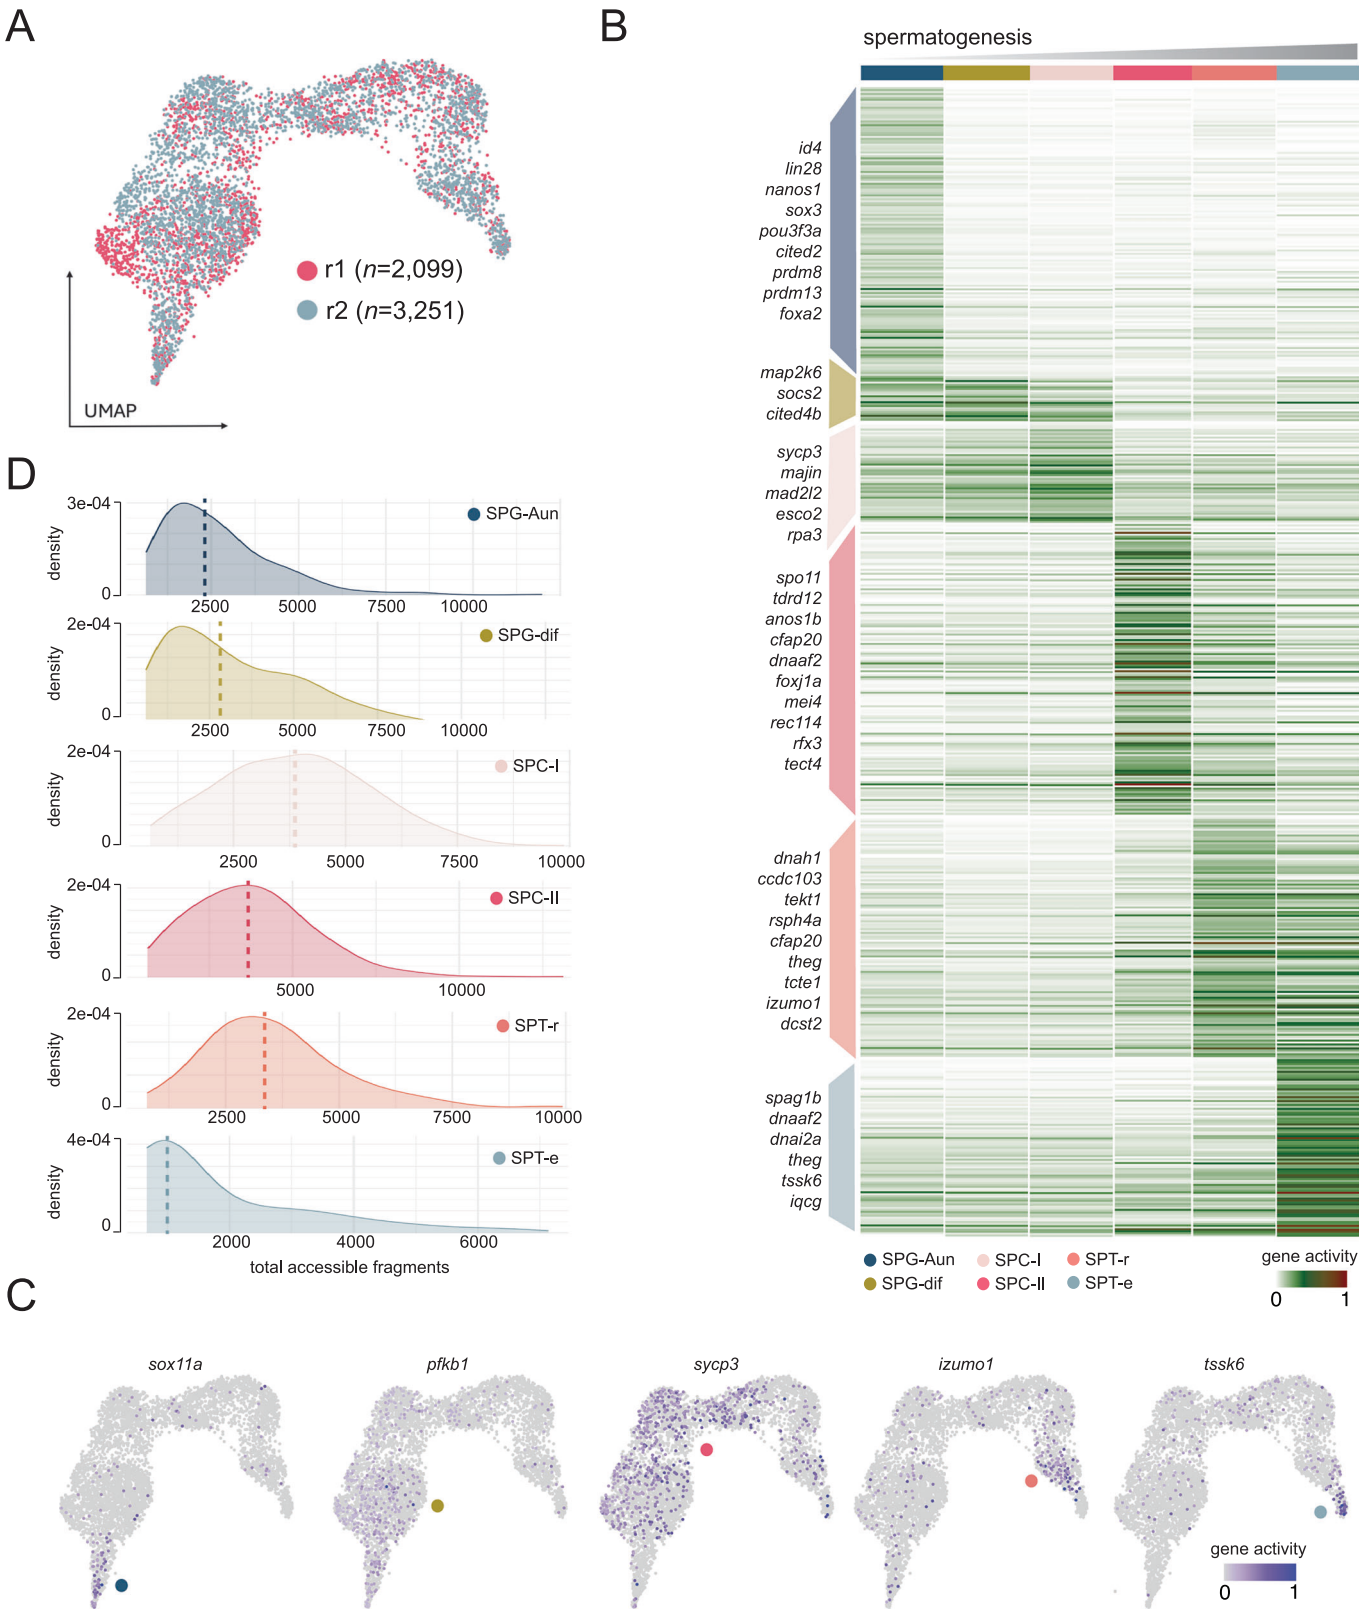 A
r1 (n=2,099)
r2 (n=3,251)
UMAP
B
spermatogenesis
id4
lin28
nanos1
sox3
pou3f3a
cited2
prdm8
prdm13
foxa2
map2k6
socs2
cited4b
sycp3
majin
mad2l2
esco2
rpa3
spo11
tdrd12
anos1b
cfap20
dnaaf2
foxj1a
mei4
rec114
rfx3
tect4
dnah1
ccdc103
tekt1
rsph4a
cfap20
theg
tcte1
izumo1
dcst2
spag1b
dnaaf2
dnai2a
theg
tssk6
iqcg
SPG-Aun SPC-I SPT-r
SPG-dif SPC-II SPT-e
gene activity
0 1
D
3e-04
density
0
SPG-Aun
2500 5000 7500 10000
2e-04
density
0
SPG-dif
2500 5000 7500 10000
2e-04
density
0
SPC-I
2500 5000 7500 10000
2e-04
density
0
SPC-II
5000 10000
2e-04
density
0
SPT-r
2500 5000 7500 10000
4e-04
density
0
SPT-e
2000 4000 6000
total accessible fragments
C
sox11a pfkb1 sycp3 izumo1 tssk6
gene activity
0 1